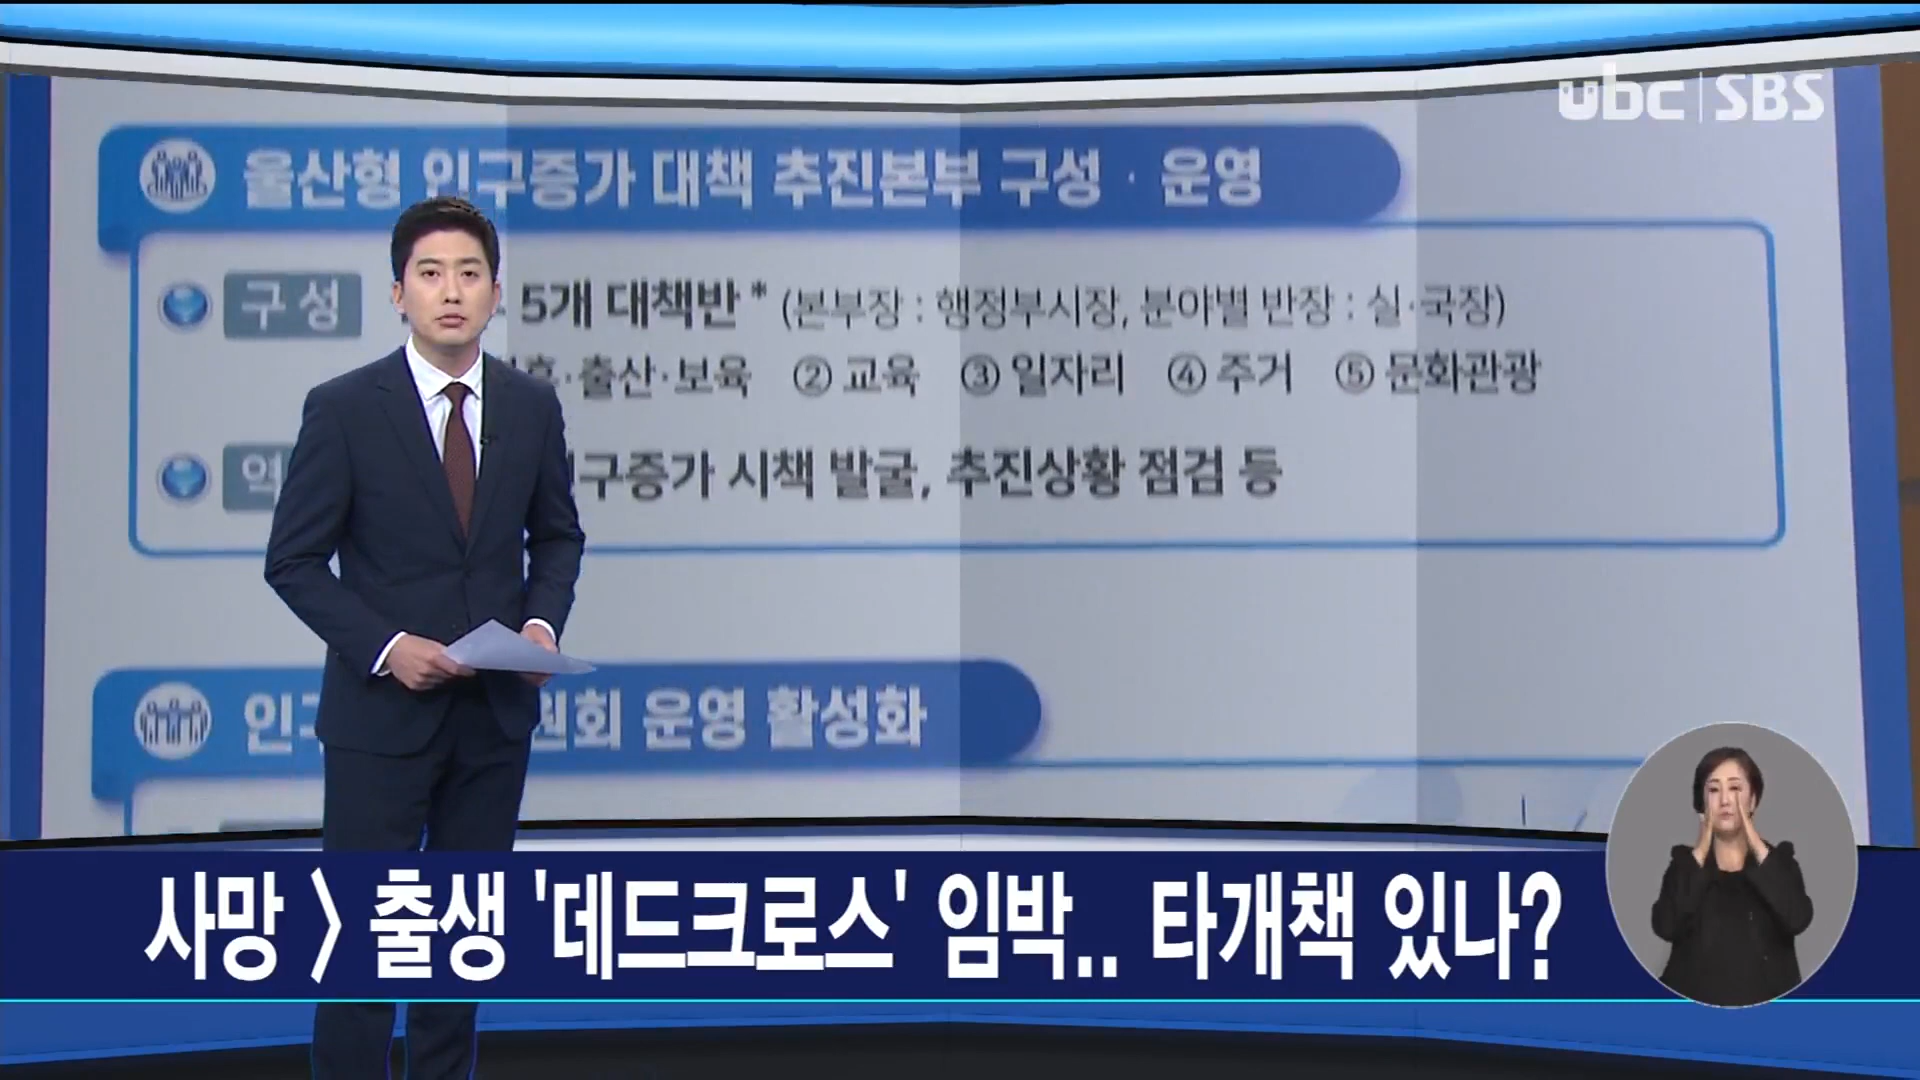 ubc | SBS
울산형 인구증가 대책 추진본부 구성 · 운영
구성 5개 대책반* (본부장 : 행정부시장, 분야별 반장 : 실·국장)
출산·보육 ② 교육 ③ 일자리 ④ 주거 ⑤ 문화관광
시책 발굴, 추진상황 점검 등
운영 활성화
사망 > 출생 '데드크로스' 임박.. 타개책 있나?